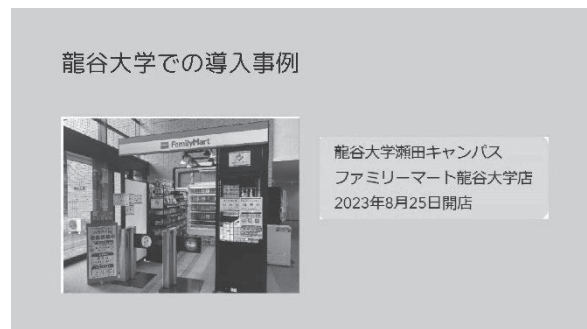 龍谷大学での導入事例
FamilyMart
龍谷大学瀬田キャンパス
ファミリーマート龍谷大学店
2023年8月25日開店